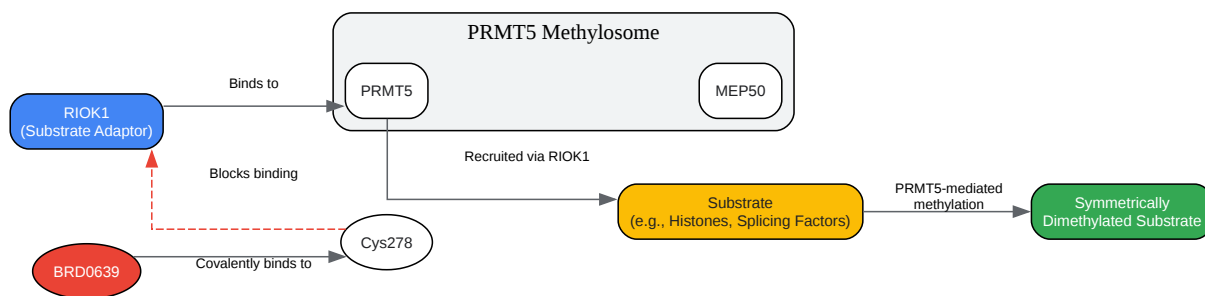 PRMT5 Methylosome
PRMT5
MEP50
Binds to
RIOK1
(Substrate Adaptor)
Recruited via RIOK1
Blocks binding
Substrate
(e.g., Histones, Splicing Factors)
PRMT5-mediated
methylation
Symmetrically
Dimethylated Substrate
Cys278
Covalently binds to
BRD0639